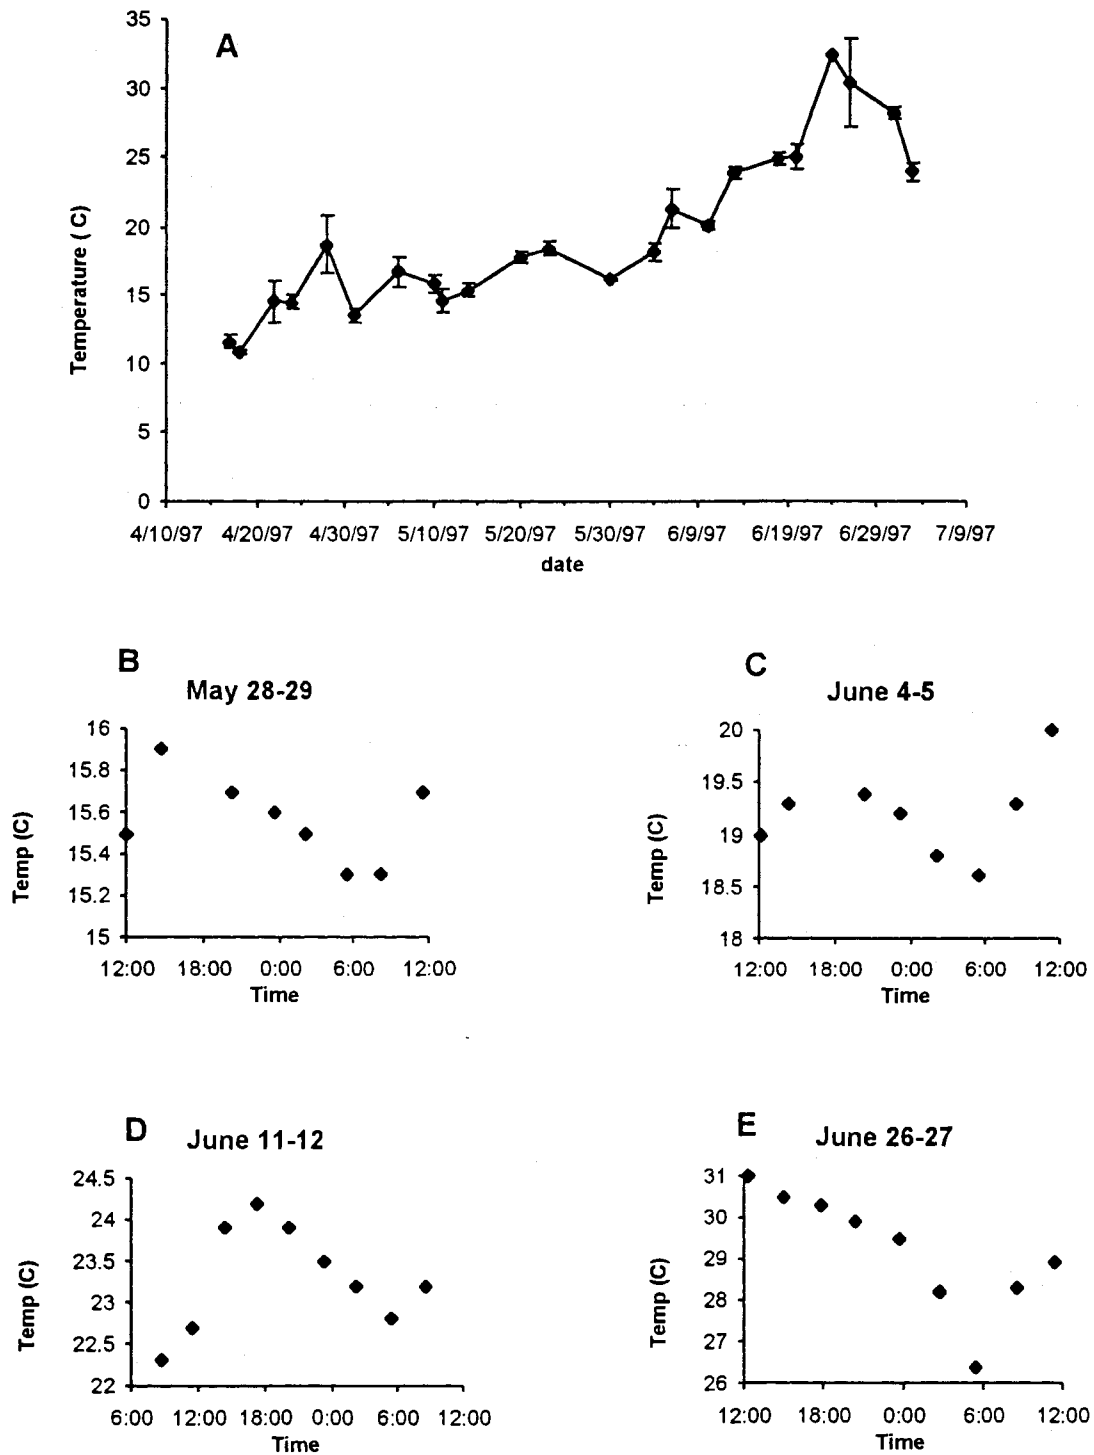 A
35
30
25
20
15
10
5
0
Temperature ( C)
4/10/97 4/20/97 4/30/97 5/10/97 5/20/97 5/30/97 6/9/97 6/19/97 6/29/97 7/9/97
date
B
May 28-29
16
15.8
15.6
15.4
15.2
15
Temp (C)
12:00 18:00 0:00 6:00 12:00
Time
C
June 4-5
20
19.5
19
18.5
18
Temp (C)
12:00 18:00 0:00 6:00 12:00
Time
D
June 11-12
24.5
24
23.5
23
22.5
22
Temp (C)
6:00 12:00 18:00 0:00 6:00 12:00
Time
E
June 26-27
31
30
29
28
27
26
Temp (C)
12:00 18:00 0:00 6:00 12:00
Time